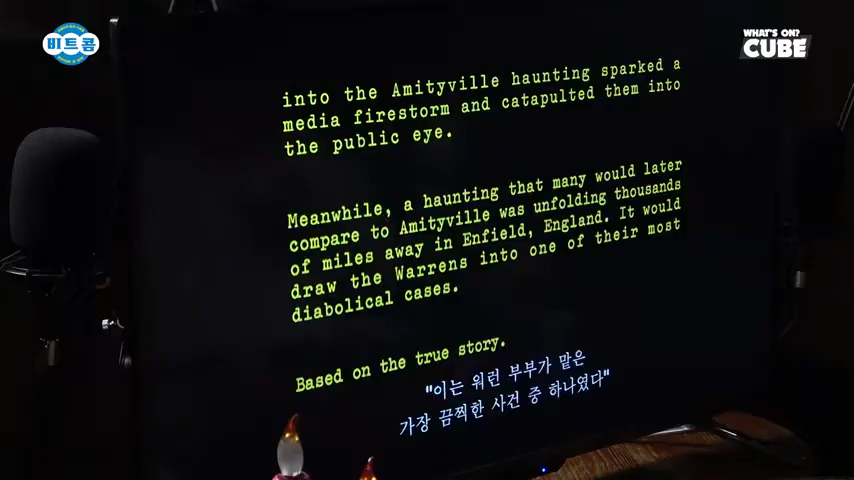 비트콤
WHAT'S ON?
CUBE
into the Amityville haunting sparked a
media firestorm and catapulted them into
the public eye.
Meanwhile, a haunting that many would later
compare to Amityville was unfolding thousands
of miles away in Enfield, England. It would
draw the Warrens into one of their most
diabolical cases.
Based on the true story.
"이는 워런 부부가 맡은
가장 끔찍한 사건 중 하나였다"